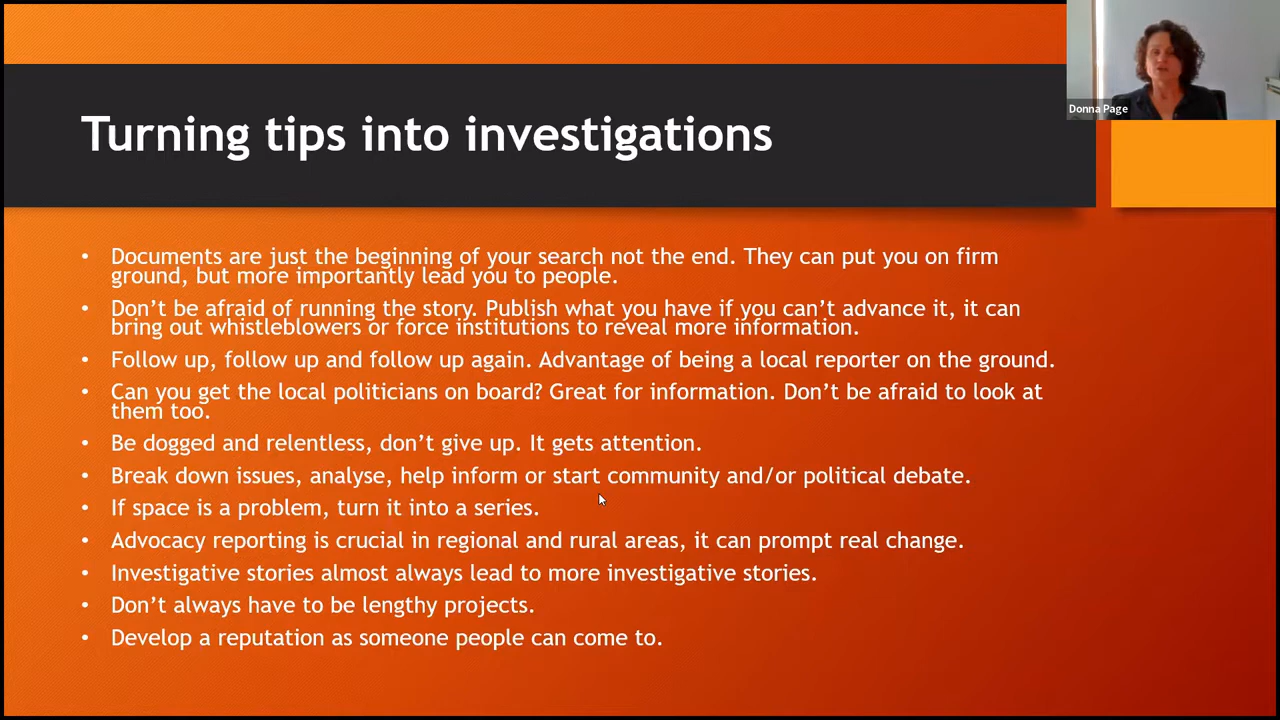 Donna Page
Turning tips into investigations
• Documents are just the beginning of your search not the end. They can put you on firm
ground, but more importantly lead you to people.
• Don’t be afraid of running the story. Publish what you have if you can’t advance it, it can
bring out whistleblowers or force institutions to reveal more information.
• Follow up, follow up and follow up again. Advantage of being a local reporter on the ground.
• Can you get the local politicians on board? Great for information. Don’t be afraid to look at
them too.
• Be dogged and relentless, don’t give up. It gets attention.
• Break down issues, analyse, help inform or start community and/or political debate.
• If space is a problem, turn it into a series.
• Advocacy reporting is crucial in regional and rural areas, it can prompt real change.
• Investigative stories almost always lead to more investigative stories.
• Don’t always have to be lengthy projects.
• Develop a reputation as someone people can come to.